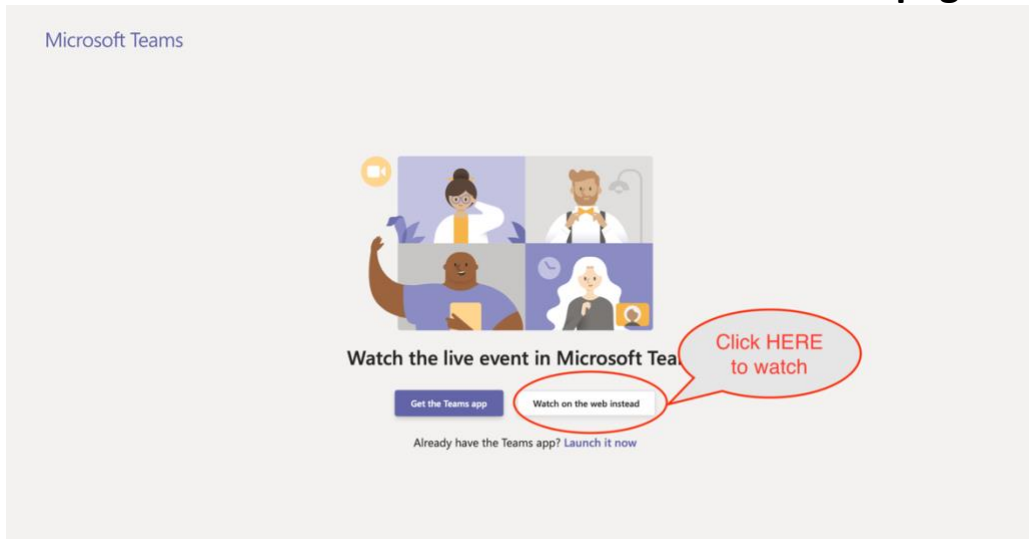 Microsoft Teams
Watch the live event in Microsoft
Click HERE
to watch
Get the Teams app
Watch on the web instead
Already have the Teams app? Launch it now